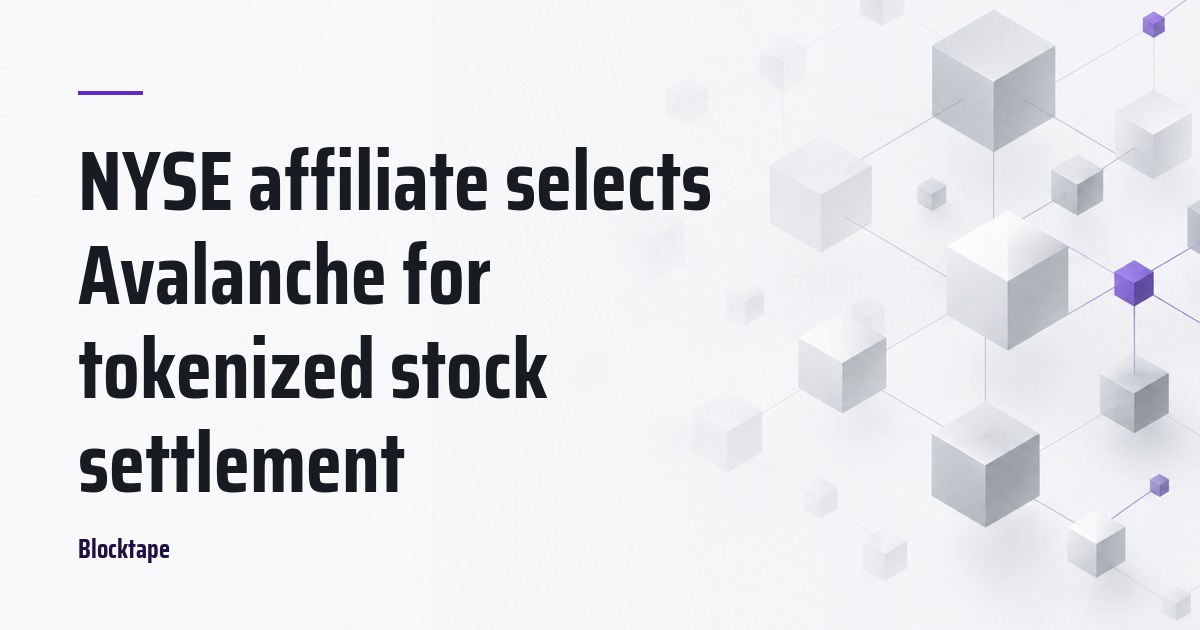 NYSE affiliate selects
Avalanche for
tokenized stock
settlement
Blocktape